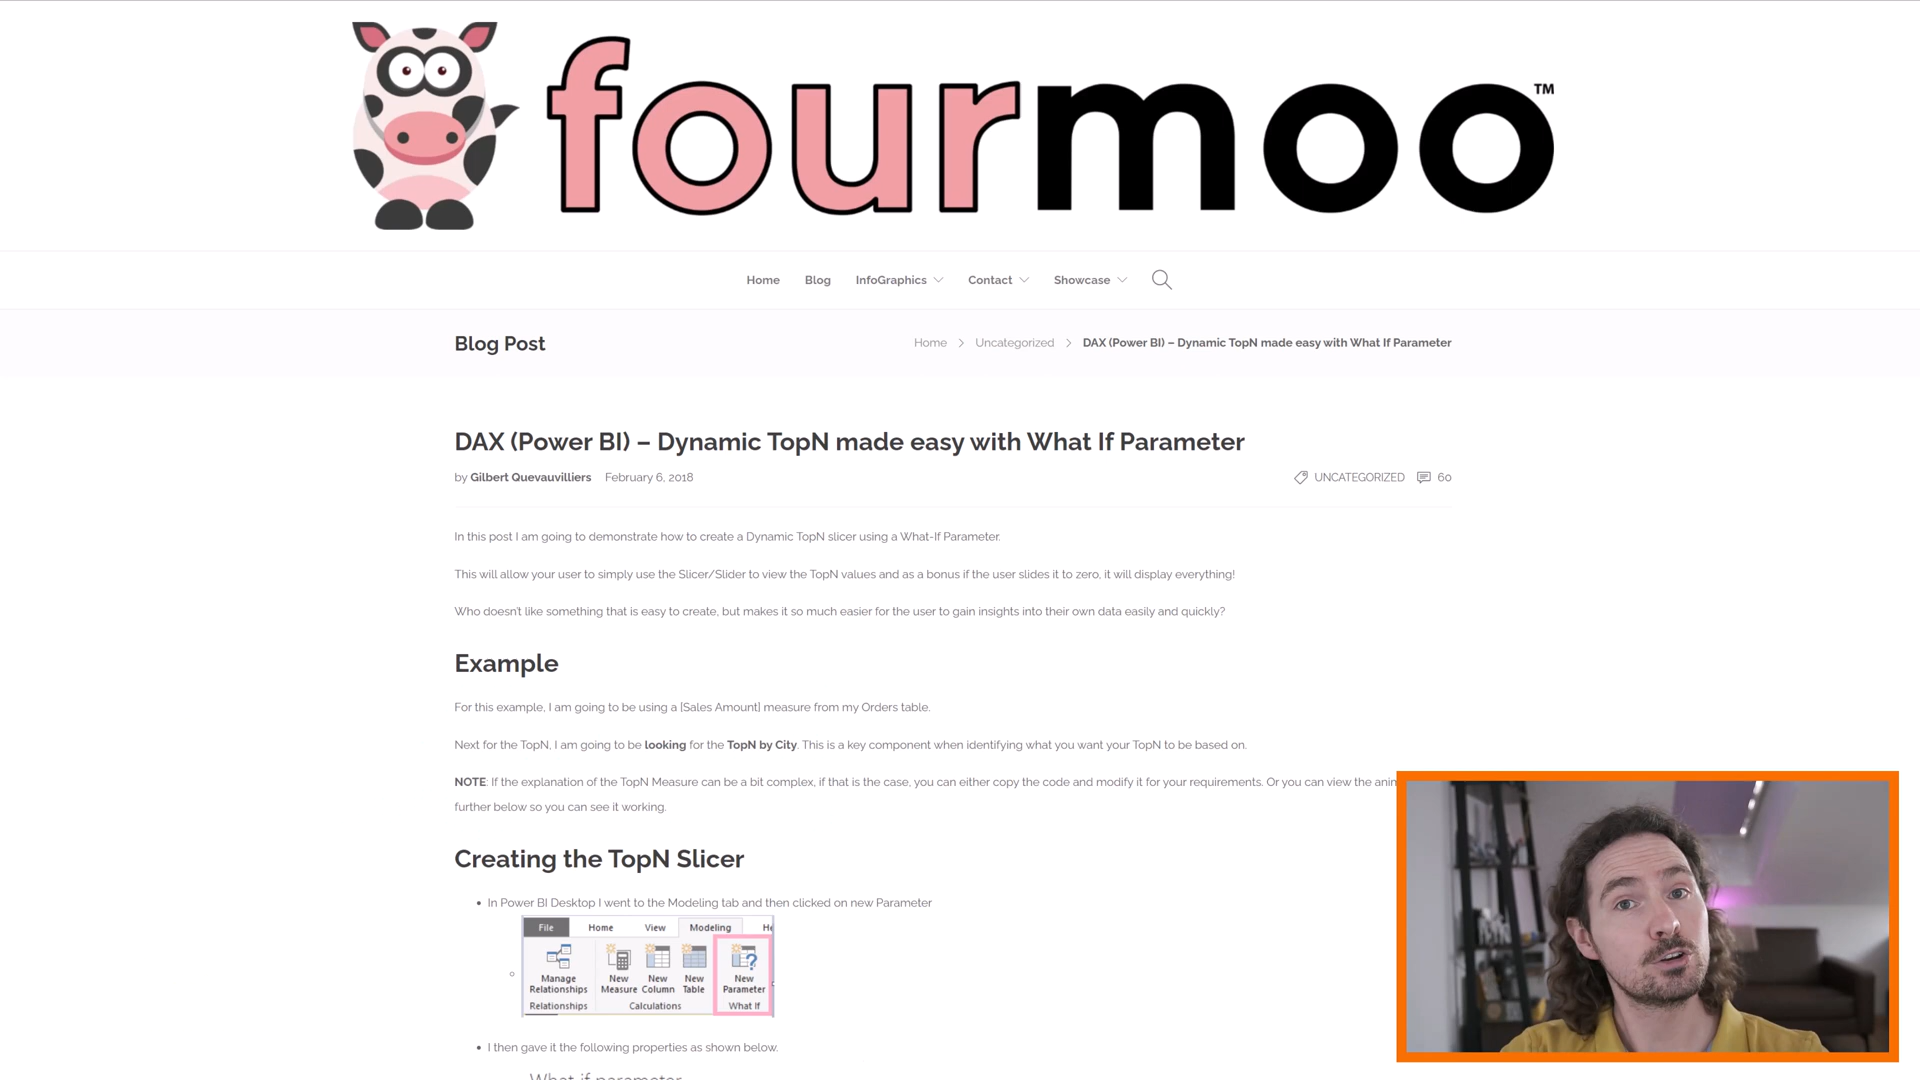 fourmoo™
Home Blog InfoGraphics Contact Showcase
Blog Post
Home > Uncategorized > DAX (Power BI) – Dynamic TopN made easy with What If Parameter
DAX (Power BI) – Dynamic TopN made easy with What If Parameter
by Gilbert Quevauvilliers February 6, 2018
UNCATEGORIZED 60
In this post I am going to demonstrate how to create a Dynamic TopN slicer using a What-If Parameter.
This will allow your user to simply use the Slicer/Slider to view the TopN values and as a bonus if the user slides it to zero, it will display everything!
Who doesn't like something that is easy to create, but makes it so much easier for the user to gain insights into their own data easily and quickly?
Example
For this example, I am going to be using a [Sales Amount] measure from my Orders table.
Next for the TopN, I am going to be looking for the TopN by City. This is a key component when identifying what you want your TopN to be based on.
NOTE: If the explanation of the TopN Measure can be a bit complex, if that is the case, you can either copy the code and modify it for your requirements. Or you can view the
further below so you can see it working.
Creating the TopN Slicer
• In Power BI Desktop I went to the Modeling tab and then clicked on new Parameter
File Home View Modeling
Manage New New New New
Relationships Measure Column Table Parameter
Relationships Calculations What If
• I then gave it the following properties as shown below.
What if parameter